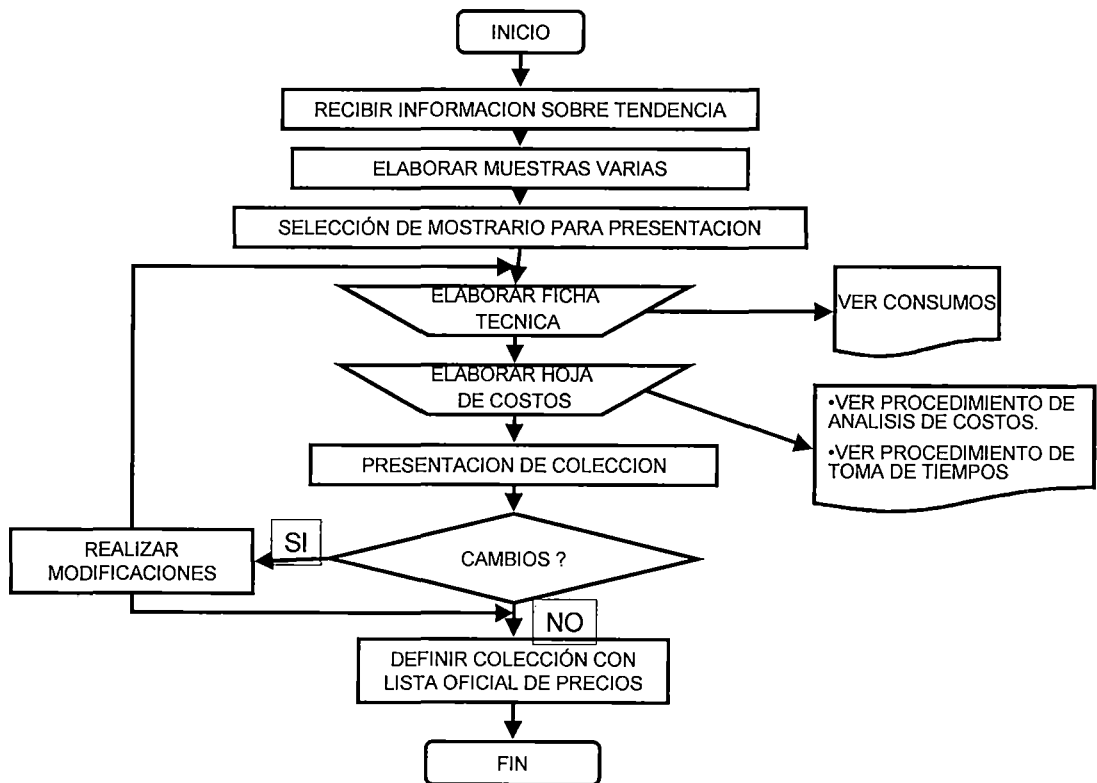 INICIO
RECIBIR INFORMACION SOBRE TENDENCIA
ELABORAR MUESTRAS VARIAS
SELECCIÓN DE MOSTRARIO PARA PRESENTACION
ELABORAR FICHA
TECNICA
VER CONSUMOS
ELABORAR HOJA
DE COSTOS
•VER PROCEDIMIENTO DE
ANALISIS DE COSTOS.
•VER PROCEDIMIENTO DE
TOMA DE TIEMPOS
PRESENTACION DE COLECCION
CAMBIOS ?
SI
REALIZAR
MODIFICACIONES
NO
DEFINIR COLECCIÓN CON
LISTA OFICIAL DE PRECIOS
FIN